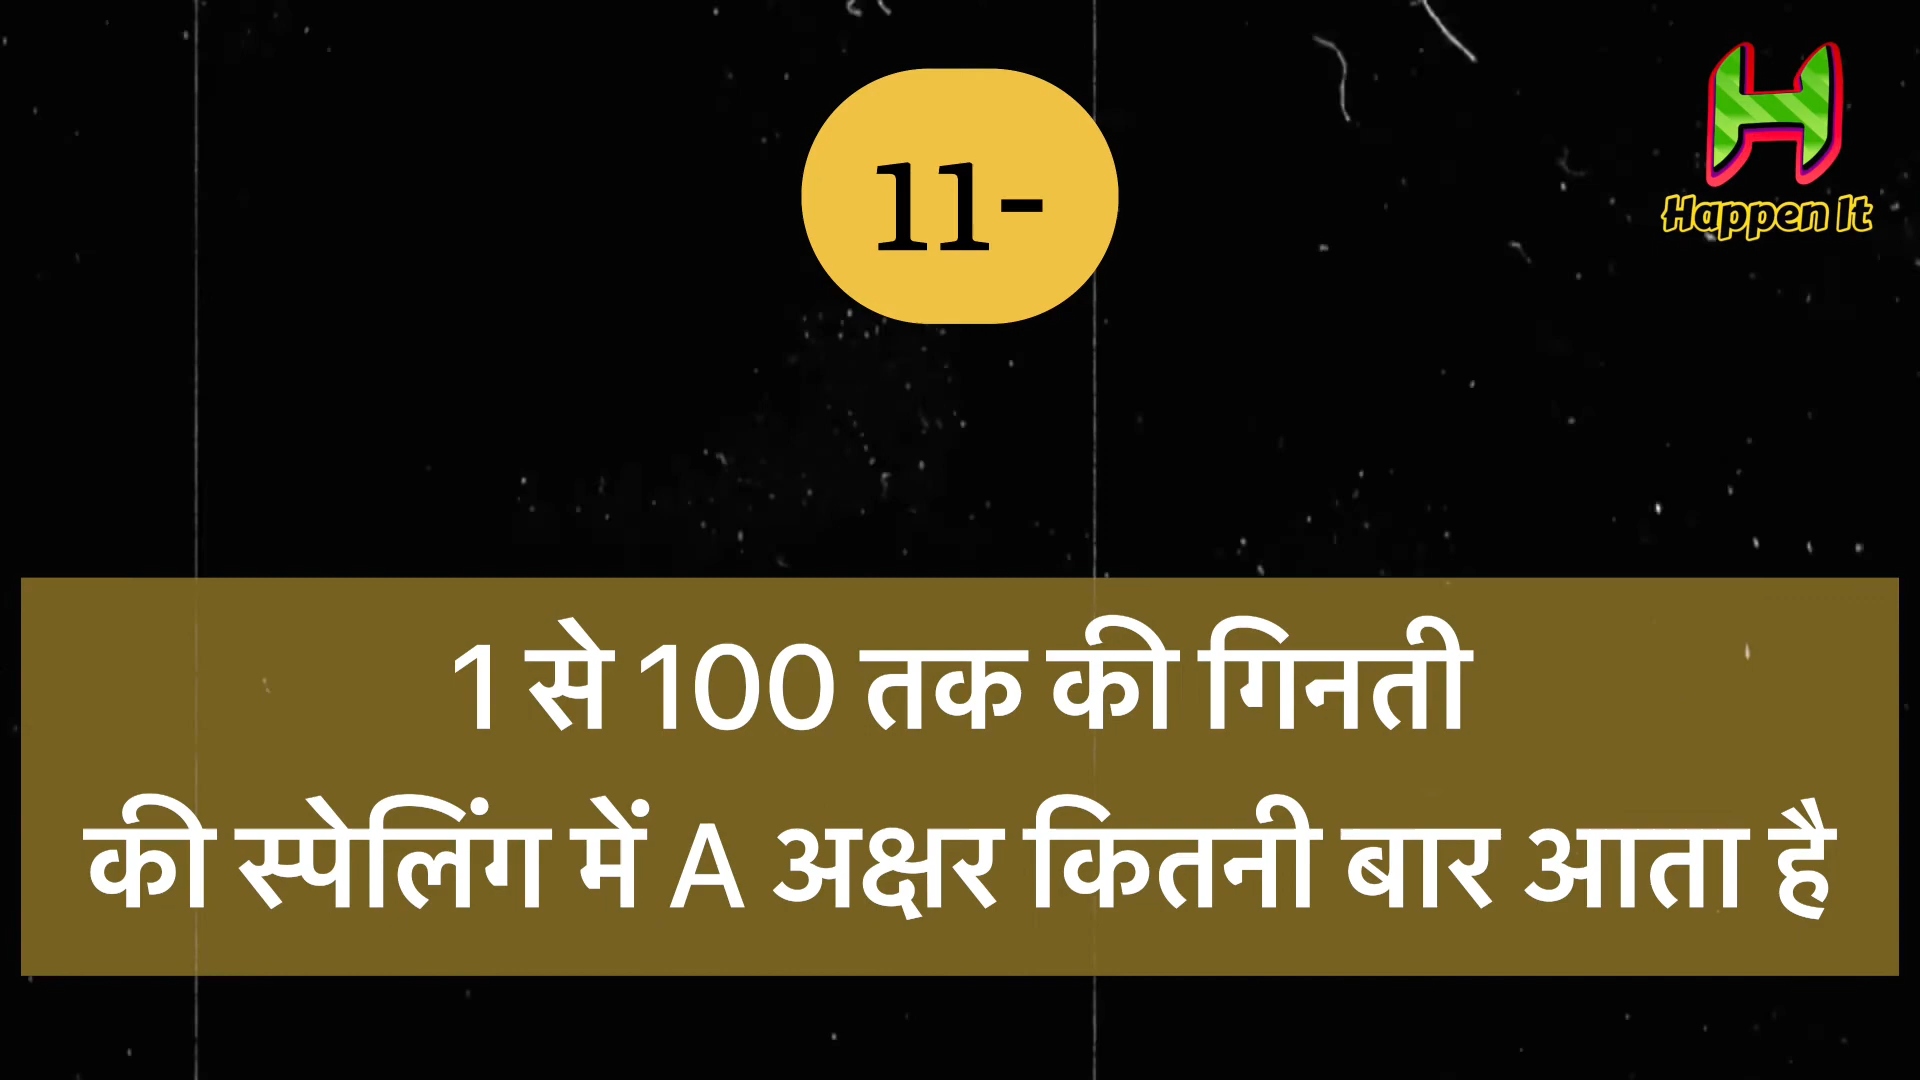 11-
H
Happen It
1 से 100 तक की गिनती
की स्पेलिंग में A अक्षर कितनी बार आता है